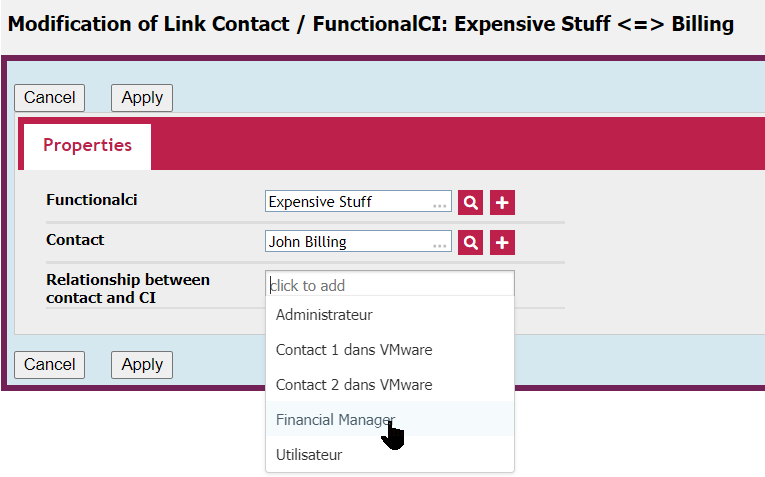 Modification of Link Contact / FunctionalCI: Expensive Stuff <=> Billing
Cancel Apply
Properties
Functionalci Expensive Stuff ...
Contact John Billing ...
Relationship between
contact and CI
click to add
Administrateur
Contact 1 dans VMware
Contact 2 dans VMware
Financial Manager
Utilisateur
Cancel Apply